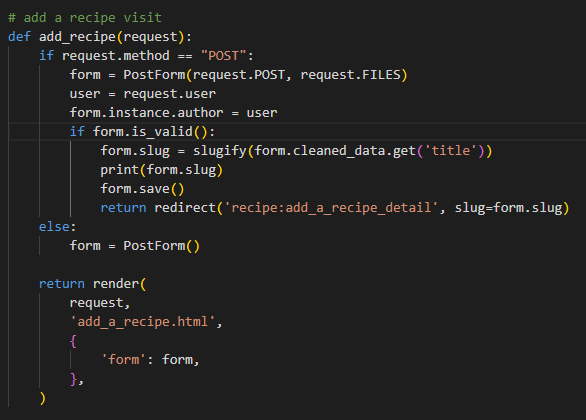 # add a recipe visit
def add_recipe(request):
    if request.method == "POST":
        form = PostForm(request.POST, request.FILES)
        user = request.user
        form.instance.author = user
        if form.is_valid():
            form.slug = slugify(form.cleaned_data.get('title'))
            print(form.slug)
            form.save()
            return redirect('recipe:add_a_recipe_detail', slug=form.slug)
    else:
        form = PostForm()

    return render(
        request,
        'add_a_recipe.html',
        {
            'form': form,
        },
    )